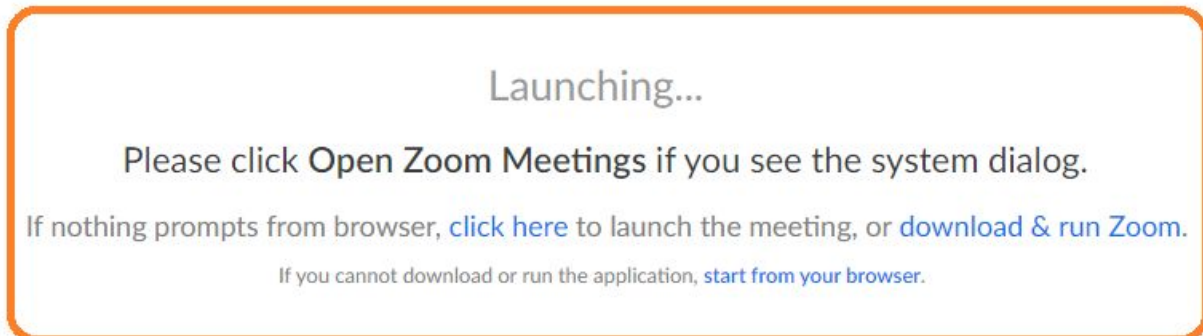 Launching...
Please click Open Zoom Meetings if you see the system dialog.
If nothing prompts from browser, click here to launch the meeting, or download & run Zoom.
If you cannot download or run the application, start from your browser.